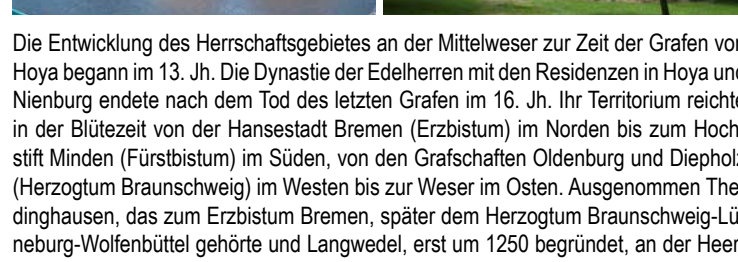 Die Entwicklung des Herrschaftsgebietes an der Mittelweser zur Zeit der Grafen von
Hoya begann im 13. Jh. Die Dynastie der Edelherren mit den Residenzen in Hoya und
Nienburg endete nach dem Tod des letzten Grafen im 16. Jh. Ihr Territorium reichte
in der Blütezeit von der Hansestadt Bremen (Erzbistum) im Norden bis zum Hoch-
stift Minden (Fürstbistum) im Süden, von den Grafschaften Oldenburg und Diepholz
(Herzogtum Braunschweig) im Westen bis zur Weser im Osten. Ausgenommen The-
dinghausen, das zum Erzbistum Bremen, später dem Herzogtum Braunschweig-Lü-
neburg-Wolfenbüttel gehörte und Langwedel, erst um 1250 begründet, an der Heer-